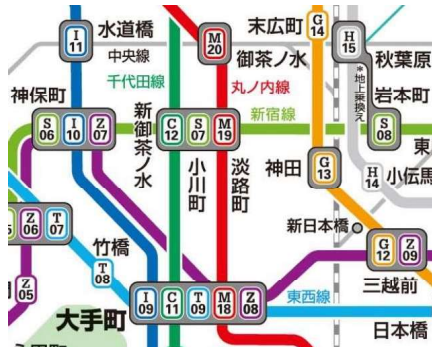 I
11
水道橋
M
20
末広町
G
14
H
15
中央線
御茶ノ水
秋葉原
千代田線
丸ノ内線
*地上乗換え
岩本町
神保町
新御茶ノ水
新宿線
S
06
I
10
Z
07
C
12
S
07
M
19
S
08
東
小川町
淡路町
神田
G
13
H
14
小伝馬
新日本橋
Z
06
T
07
竹橋
T
08
G
12
Z
09
三越前
Z
05
I
09
C
11
T
09
M
18
Z
08
東西線
大手町
日本橋